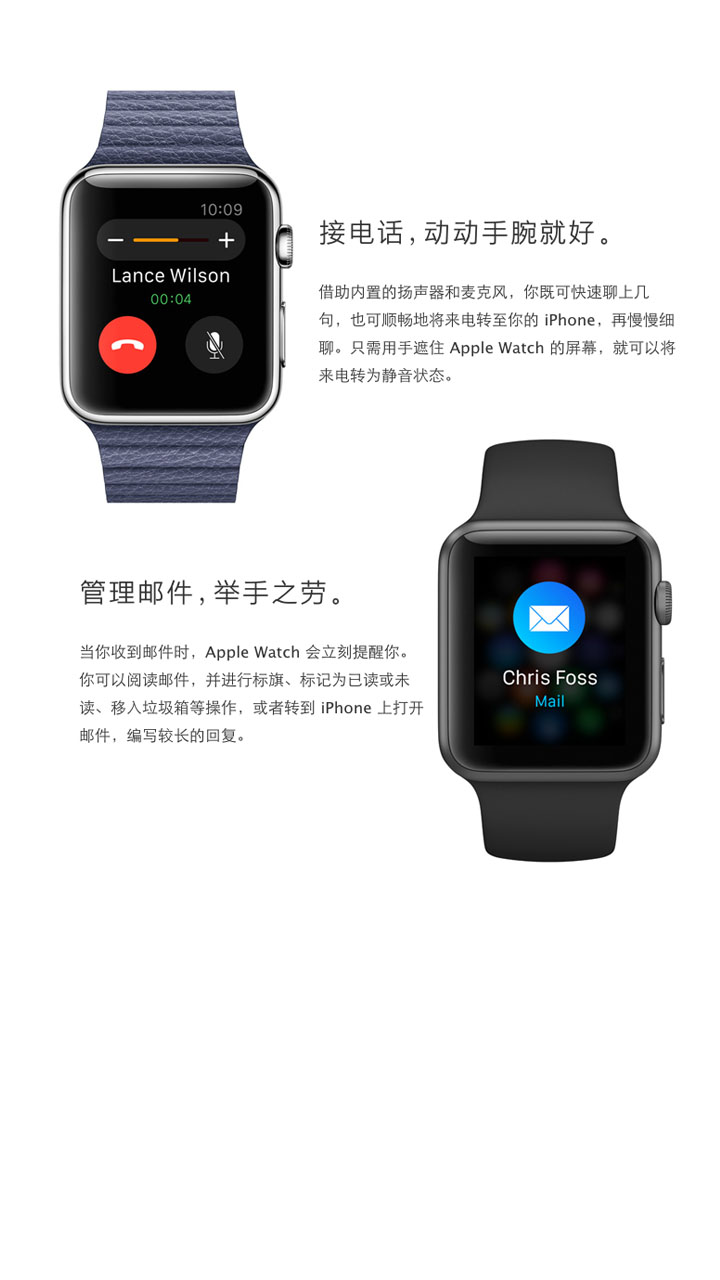 10:09
Lance Wilson
00:04
接电话，动动手腕就好。
借助内置的扬声器和麦克风，你既可快速聊上几
句，也可顺畅地将来电转至你的 iPhone，再慢慢细
聊。只需用手遮住 Apple Watch 的屏幕，就可以将
来电转为静音状态。
管理邮件，举手之劳。
当你收到邮件时，Apple Watch 会立刻提醒你。
你可以阅读邮件，并进行标旗、标记为已读或未
读、移入垃圾箱等操作，或者转到 iPhone 上打开
邮件，编写较长的回复。
Chris Foss
Mail